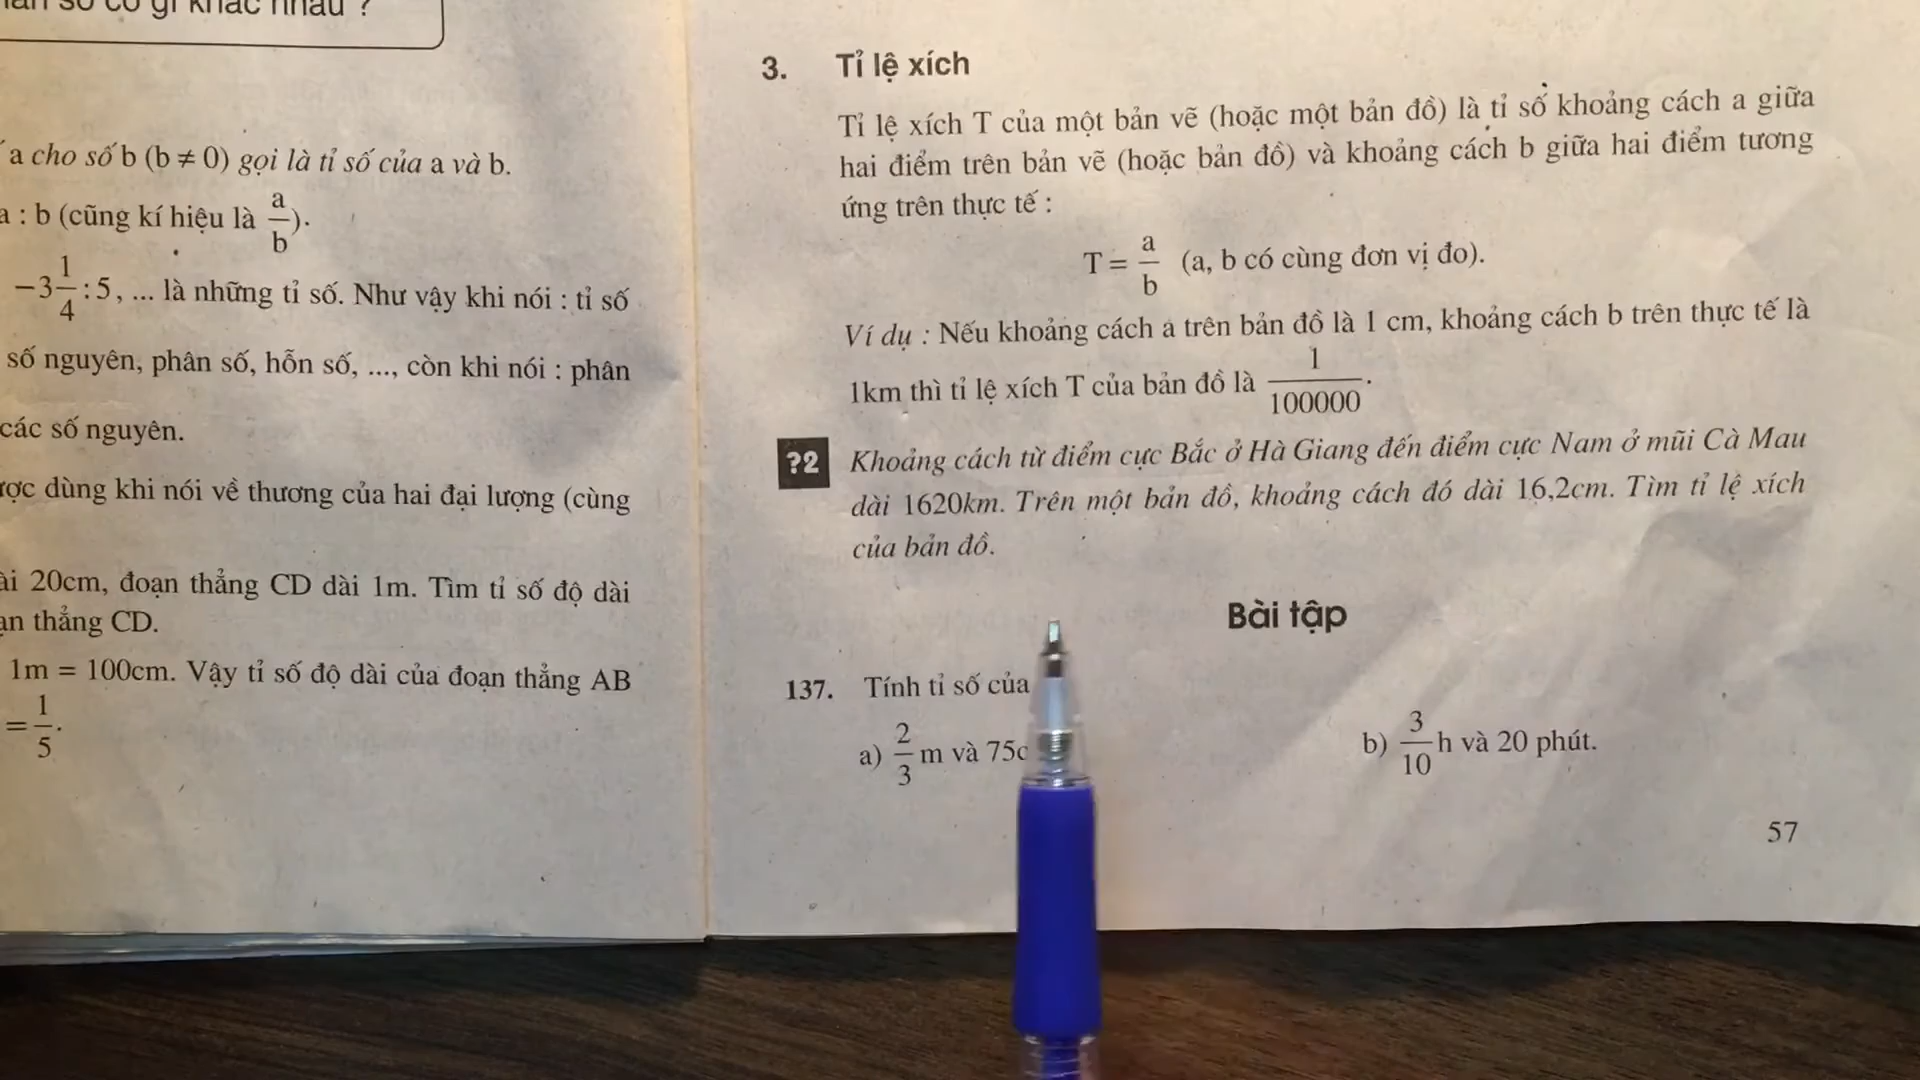 số có gì khác nhau ?
a cho số b (b ≠ 0) gọi là tỉ số của a và b.
a : b (cũng kí hiệu là a/b).
−3 1/4 : 5 , ... là những tỉ số. Như vậy khi nói : tỉ số
số nguyên, phân số, hỗn số, ..., còn khi nói : phân
các số nguyên.
dùng khi nói về thương của hai đại lượng (cùng
20cm, đoạn thẳng CD dài 1m. Tìm tỉ số độ dài
thẳng CD.
1m = 100cm. Vậy tỉ số độ dài của đoạn thẳng AB
= 1/5.
3. Tỉ lệ xích
Tỉ lệ xích T của một bản vẽ (hoặc một bản đồ) là tỉ số khoảng cách a giữa
hai điểm trên bản vẽ (hoặc bản đồ) và khoảng cách b giữa hai điểm tương
ứng trên thực tế :
T = a/b (a, b có cùng đơn vị đo).
Ví dụ : Nếu khoảng cách a trên bản đồ là 1 cm, khoảng cách b trên thực tế là
1km thì tỉ lệ xích T của bản đồ là 1/100000.
?2 Khoảng cách từ điểm cực Bắc ở Hà Giang đến điểm cực Nam ở mũi Cà Mau
dài 1620km. Trên một bản đồ, khoảng cách đó dài 16,2cm. Tìm tỉ lệ xích
của bản đồ.
Bài tập
137. Tính tỉ số của
a) 2/3 m và 75c
b) 3/10 h và 20 phút.
57